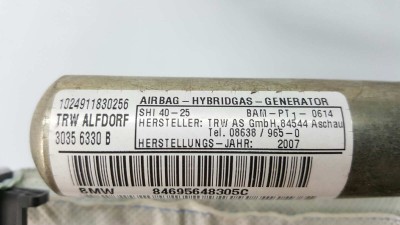 1024911830256
TRW ALFDORF
3035 6330 B
AIRBAG-HYBRIDGAS-GENERATOR
SHI 40-25 BAM-PT1-0614
HERSTELLER: TRW AS GmbH, 84544 Aschau
Tel. 08638/965-0
HERSTELLUNGS-JAHR: 2007
BMW 84695648305C